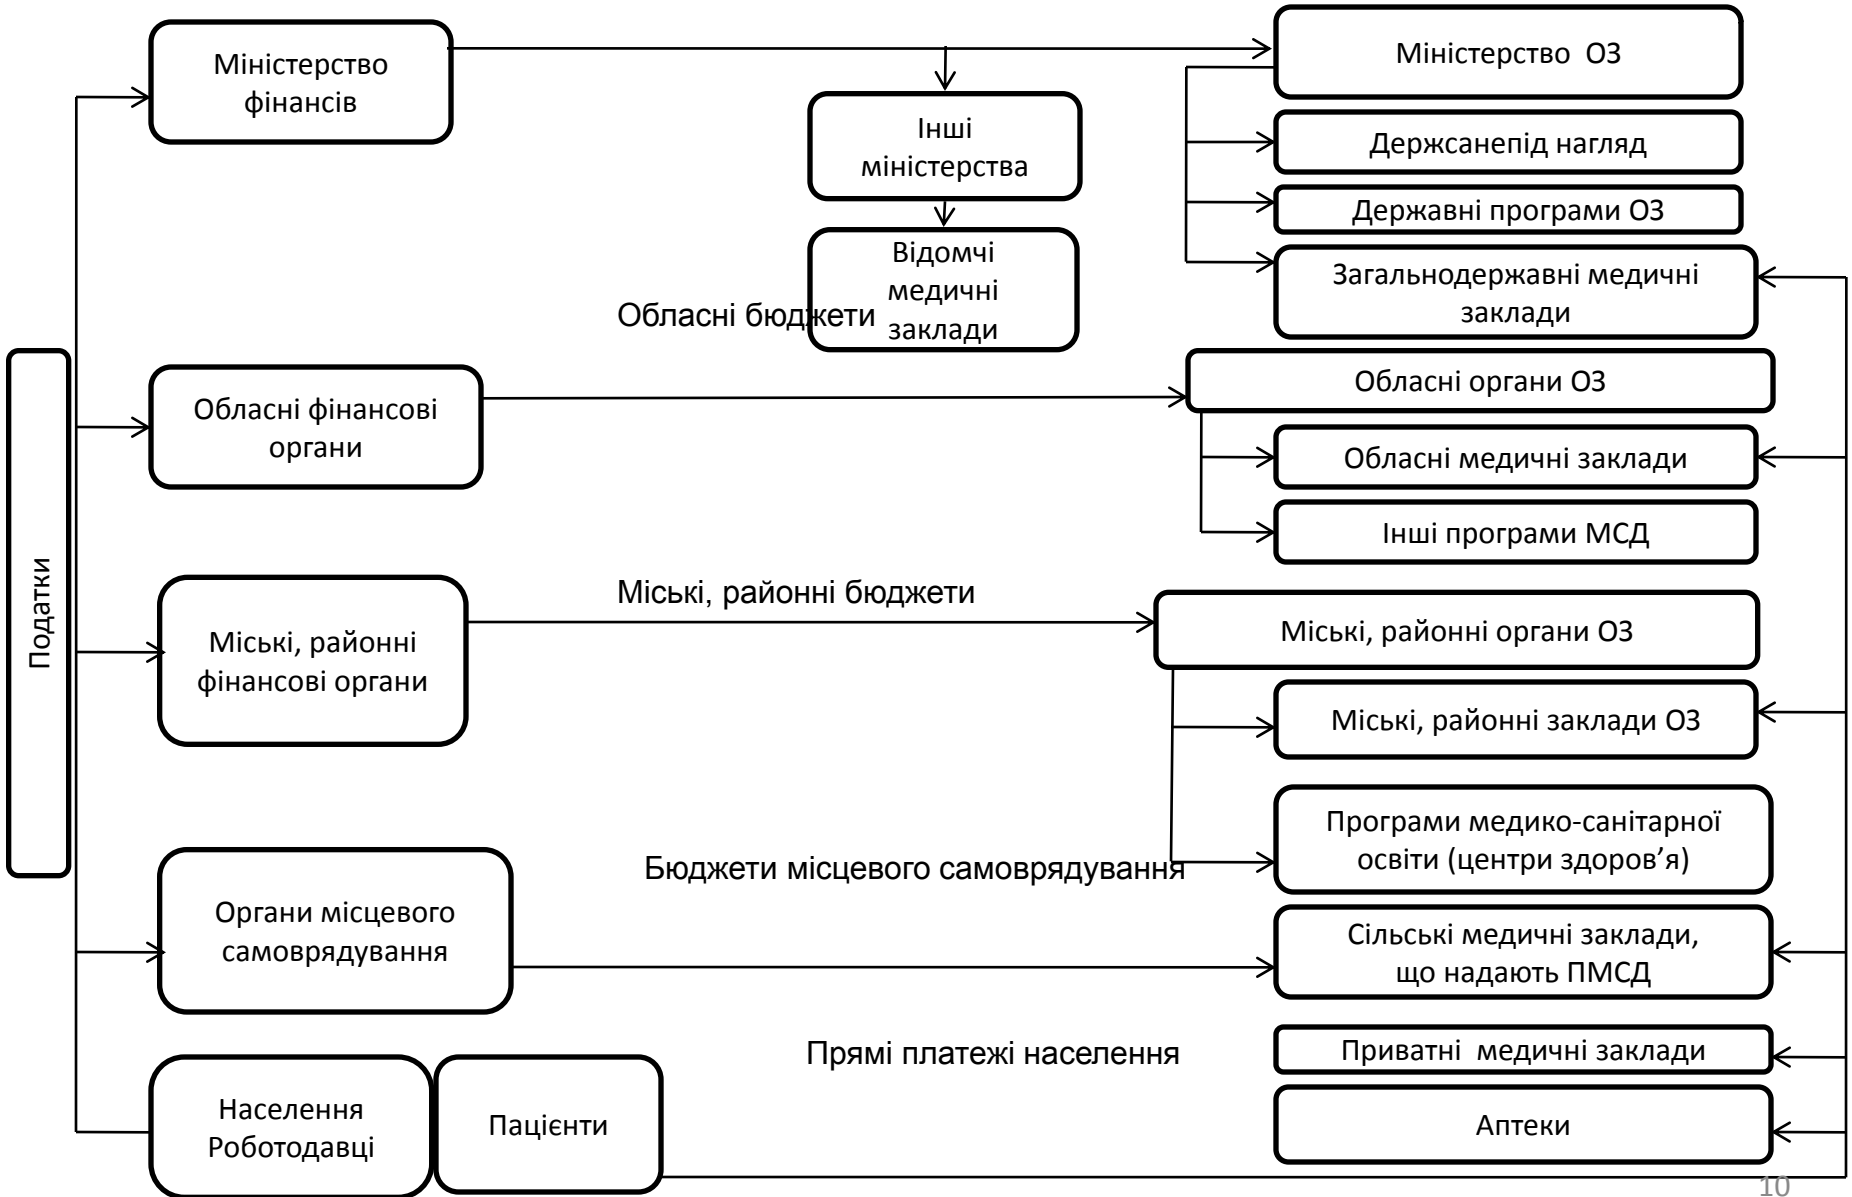 Міністерство
фінансів
Міністерство ОЗ
Інші
міністерства
Держсанепід нагляд
Державні програми ОЗ
Відомчі
медичні
заклади
Загальнодержавні медичні
заклади
Обласні бюджети
Податки
Обласні фінансові
органи
Обласні органи ОЗ
Обласні медичні заклади
Інші програми МСД
Міські, районні бюджети
Міські, районні
фінансові органи
Міські, районні органи ОЗ
Міські, районні заклади ОЗ
Програми медико-санітарної
освіти (центри здоров’я)
Бюджети місцевого самоврядування
Органи місцевого
самоврядування
Сільські медичні заклади,
що надають ПМСД
Прямі платежі населення
Приватні медичні заклади
Населення
Роботодавці
Пацієнти
Аптеки
10